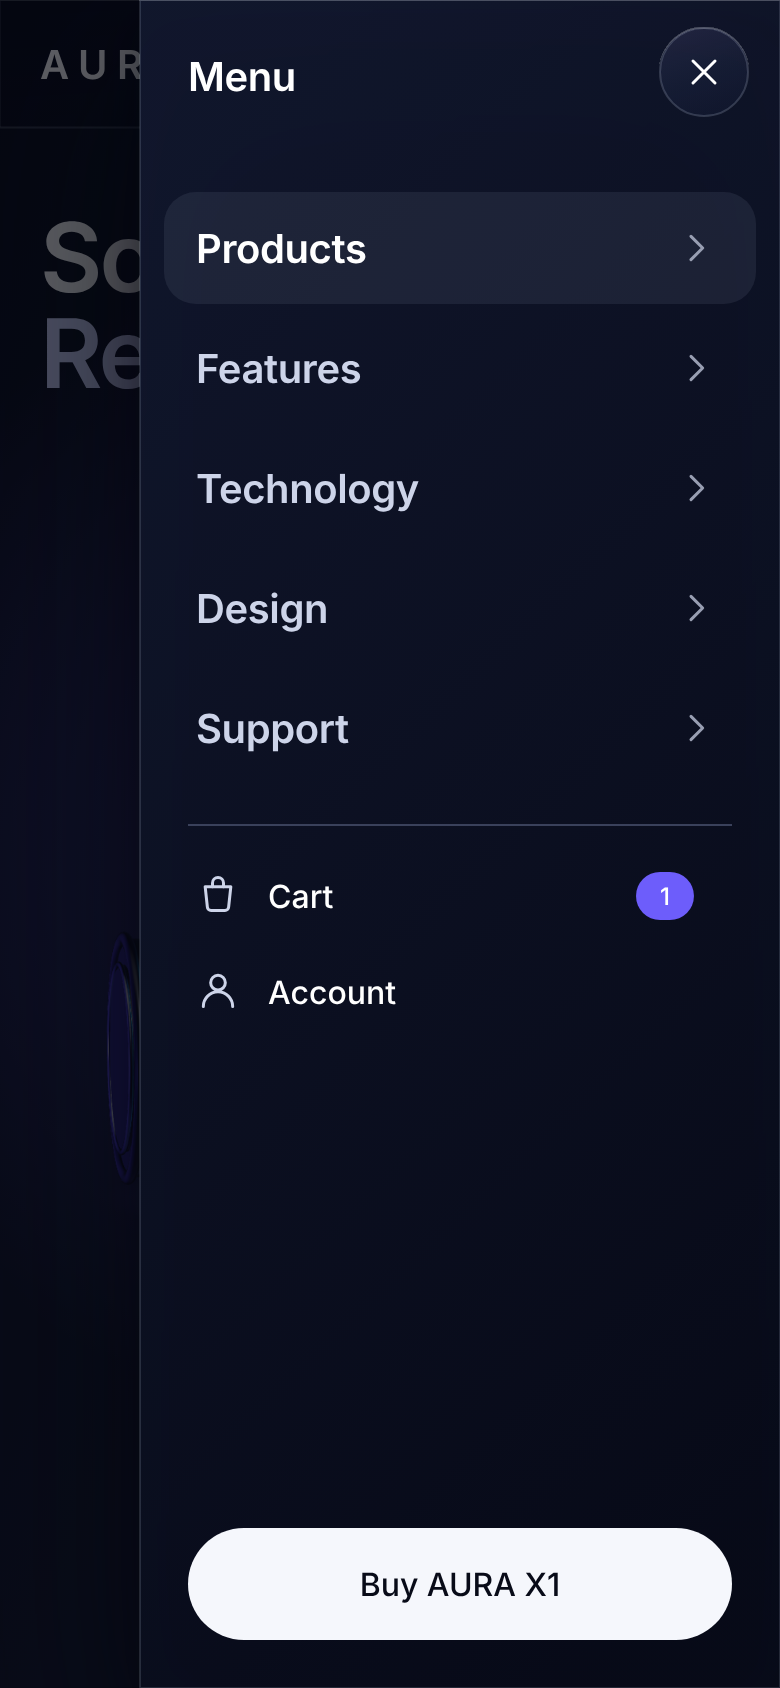 Menu
Products
Features
Technology
Design
Support
Cart 1
Account
Buy AURA X1